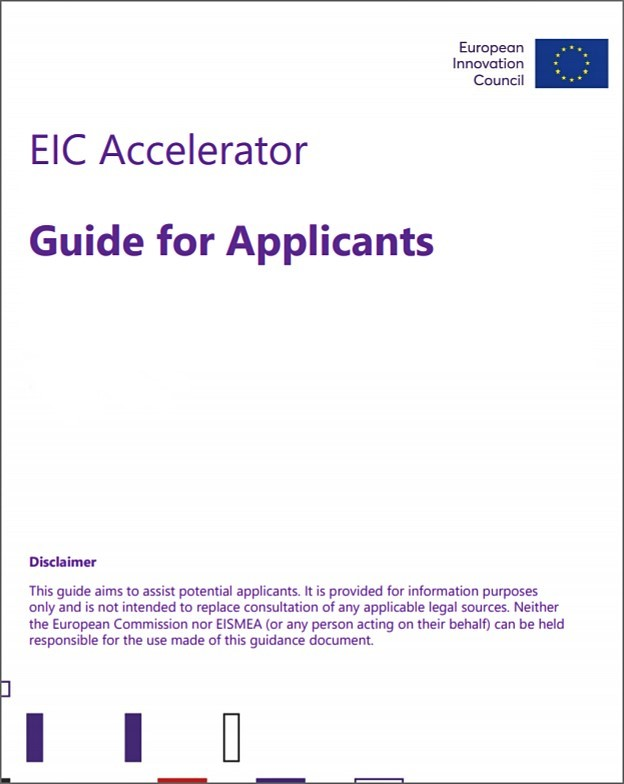 European
Innovation
Council
EIC Accelerator
Guide for Applicants
Disclaimer
This guide aims to assist potential applicants. It is provided for information purposes
only and is not intended to replace consultation of any applicable legal sources. Neither
the European Commission nor EISMEA (or any person acting on their behalf) can be held
responsible for the use made of this guidance document.